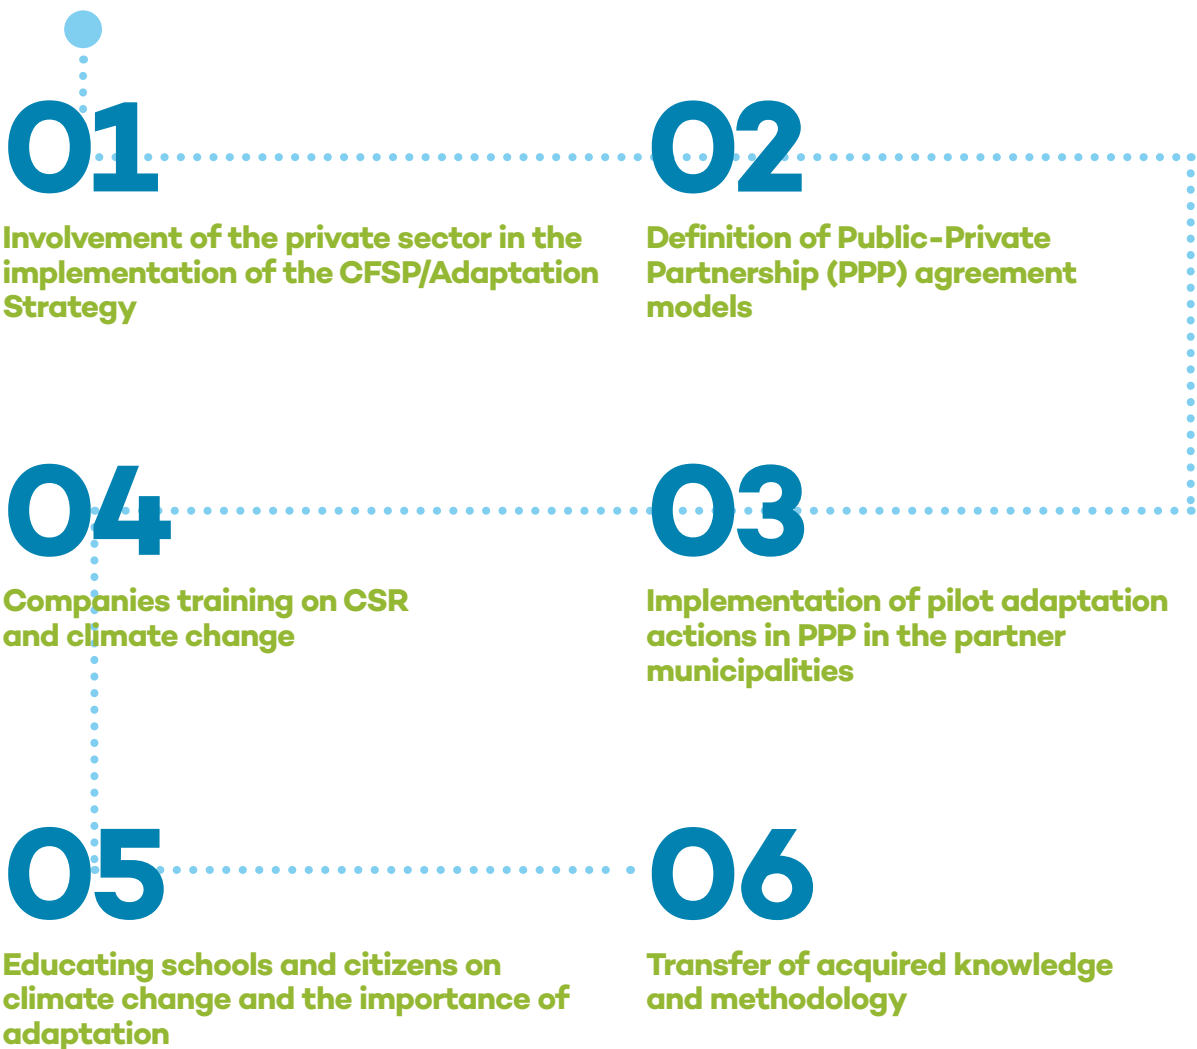 01
Involvement of the private sector in the
implementation of the CFSP/Adaptation
Strategy
02
Definition of Public-Private
Partnership (PPP) agreement
models
03
Implementation of pilot adaptation
actions in PPP in the partner
municipalities
04
Companies training on CSR
and climate change
05
Educating schools and citizens on
climate change and the importance of
adaptation
06
Transfer of acquired knowledge
and methodology